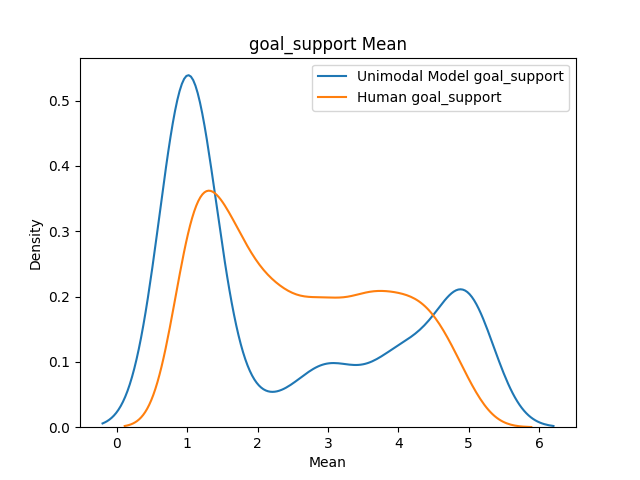 goal_support Mean
Unimodal Model goal_support
Human goal_support
Density
0.5
0.4
0.3
0.2
0.1
0.0
0 1 2 3 4 5 6
Mean